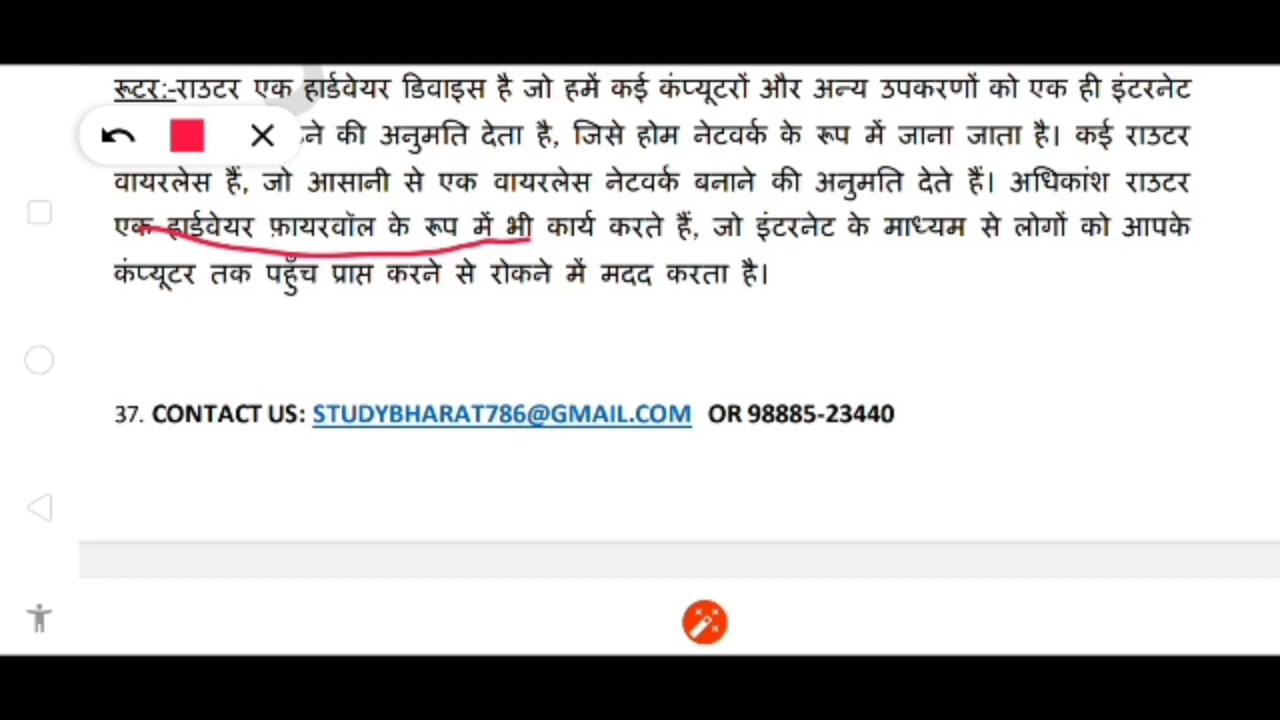 रूटर:-राउटर एक हार्डवेयर डिवाइस है जो हमें कई कंप्यूटरों और अन्य उपकरणों को एक ही इंटरनेट
की अनुमति देता है, जिसे होम नेटवर्क के रूप में जाना जाता है। कई राउटर
वायरलेस हैं, जो आसानी से एक वायरलेस नेटवर्क बनाने की अनुमति देते हैं। अधिकांश राउटर
एक हार्डवेयर फ़ायरवॉल के रूप में भी कार्य करते हैं, जो इंटरनेट के माध्यम से लोगों को आपके
कंप्यूटर तक पहुँच प्राप्त करने से रोकने में मदद करता है।
37. CONTACT US: STUDYBHARAT786@GMAIL.COM OR 98885-23440